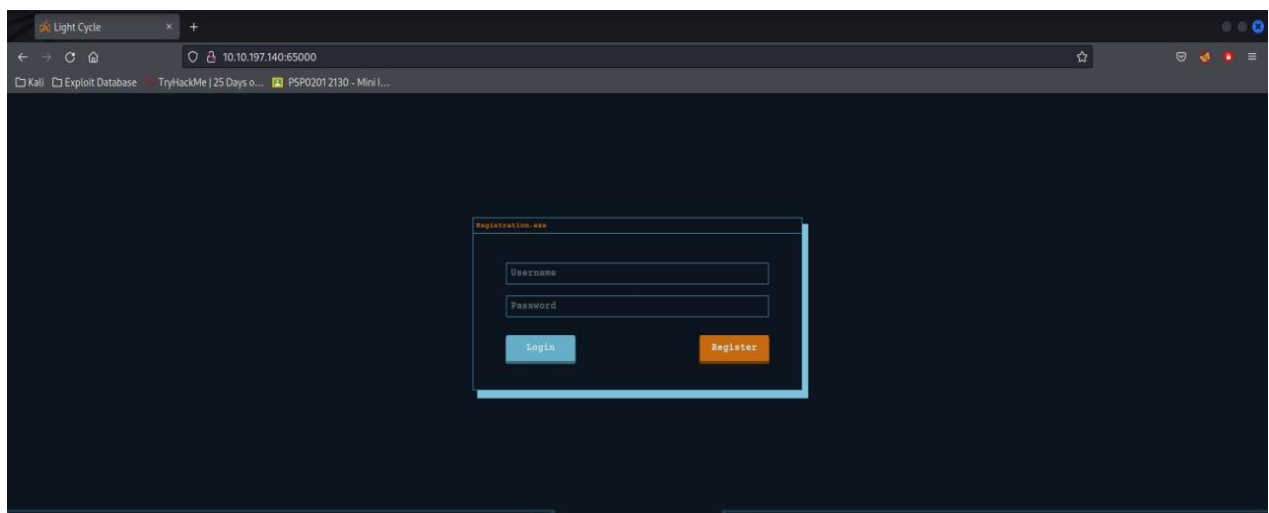 Light Cycle
10.10.197.140:65000
Kali Exploit Database TryHackMe | 25 Days o... PSP0201 2130 - Mini I...
Registration.exe
Username
Password
Login Register